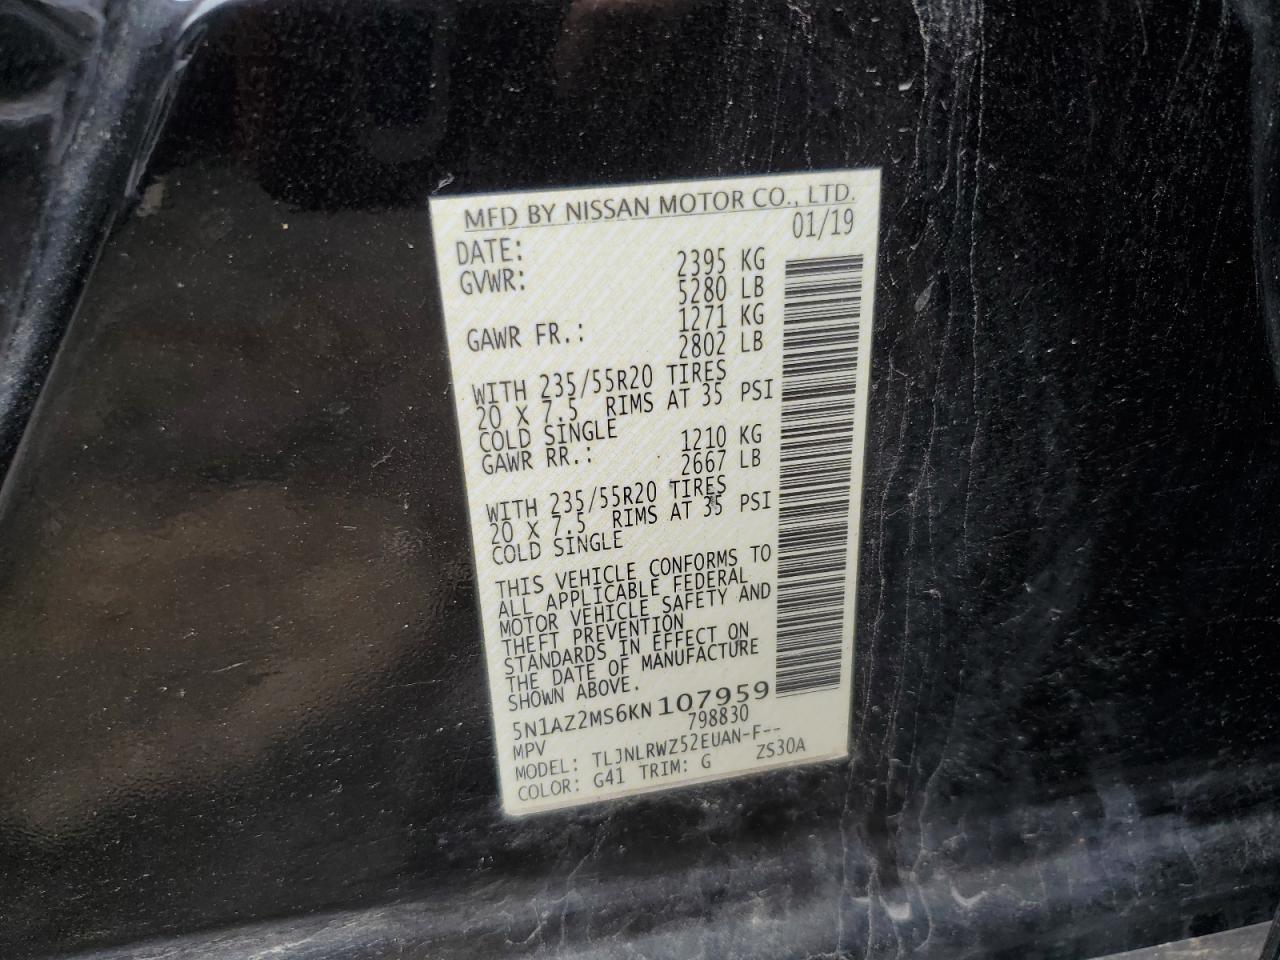 MFD BY NISSAN MOTOR CO., LTD.
DATE: 01/19
GVWR: 2395 KG
5280 LB
GAWR FR.: 1271 KG
2802 LB
WITH 235/55R20 TIRES
20 X 7.5 RIMS AT 35 PSI
COLD SINGLE
GAWR RR.: 1210 KG
2667 LB
WITH 235/55R20 TIRES
20 X 7.5 RIMS AT 35 PSI
COLD SINGLE
THIS VEHICLE CONFORMS TO
ALL APPLICABLE FEDERAL
MOTOR VEHICLE SAFETY AND
THEFT PREVENTION
STANDARDS IN EFFECT ON
THE DATE OF MANUFACTURE
SHOWN ABOVE.
5N1AZ2MS6KN107959
MPV 798830
MODEL: TLJNLRWZ52EUAN-F--
COLOR: G41 TRIM: G ZS30A